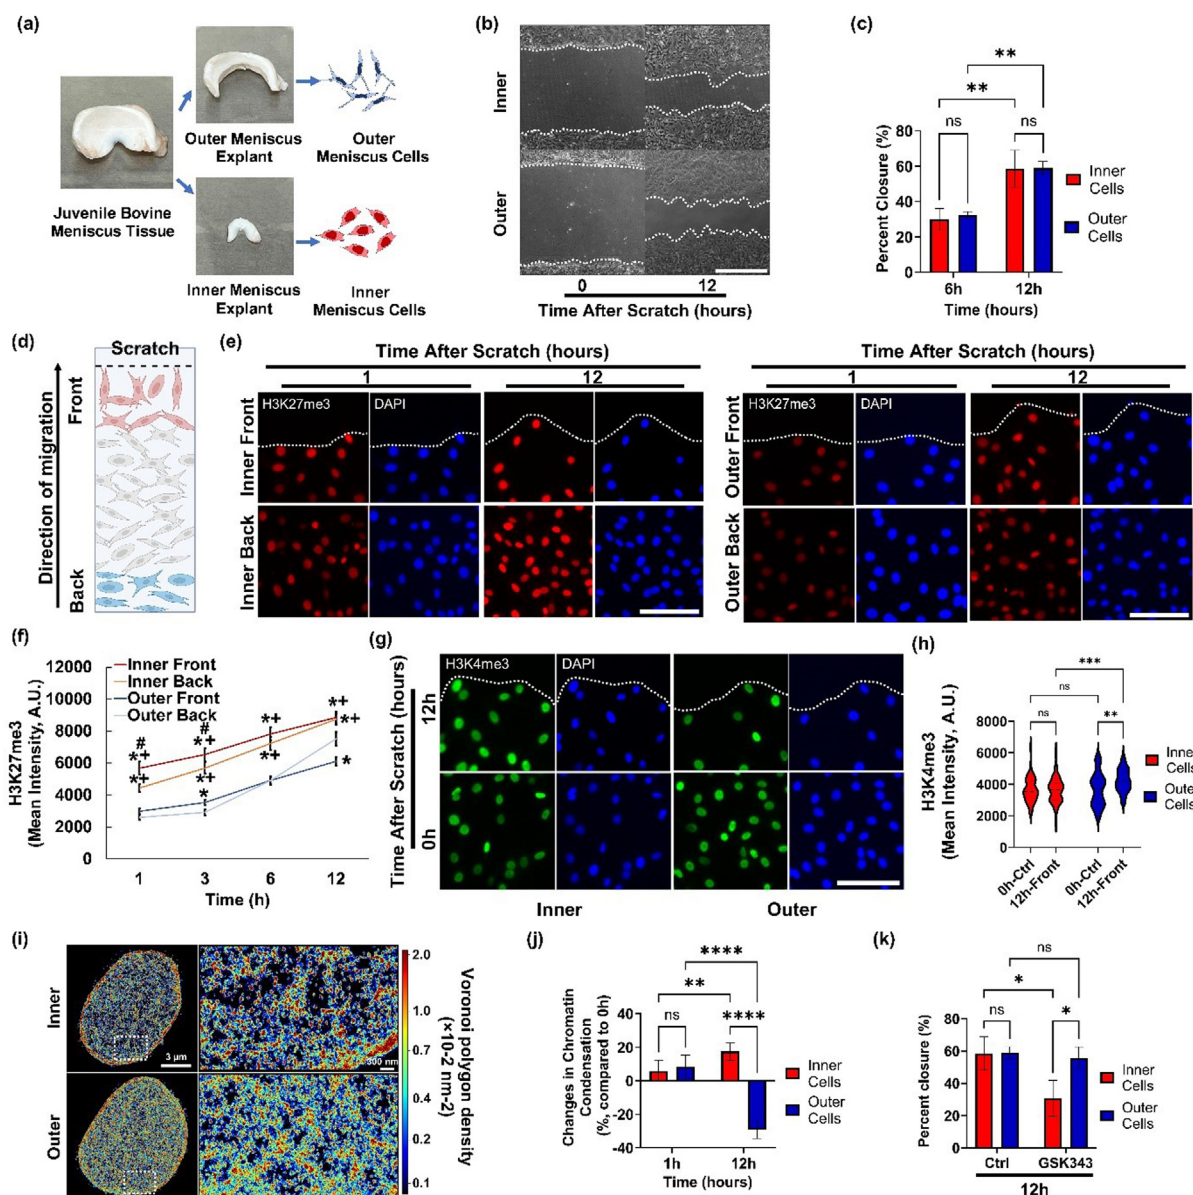 (a)
Outer Meniscus
Explant
Outer
Meniscus Cells
Juvenile Bovine
Meniscus Tissue
Inner Meniscus
Explant
Inner
Meniscus Cells
(b)
Inner
Outer
0
12
Time After Scratch (hours)
(c)
**
**
ns
ns
Percent Closure (%)
80
60
40
20
0
6h
12h
Time (hours)
Inner
Cells
Outer
Cells
(d)
Scratch
Direction of migration
Front
Back
(e)
Time After Scratch (hours)
1
12
H3K27me3
DAPI
Inner Front
Inner Back
Time After Scratch (hours)
1
12
H3K27me3
DAPI
Outer Front
Outer Back
(f)
H3K27me3
(Mean Intensity, A.U.)
12000
10000
8000
6000
4000
2000
0
Inner Front
Inner Back
Outer Front
Outer Back
#
*+
*+
#
*+
*+
*
*+
*+
*+
*+
*
1
3
6
12
Time (h)
(g)
Time After Scratch (hours)
12h
0h
H3K4me3
DAPI
Inner
Outer
(h)
***
ns
ns
**
H3K4me3
(Mean Intensity, A.U.)
8000
6000
4000
2000
0
0h-Ctrl
12h-Front
0h-Ctrl
12h-Front
Inner
Cells
Outer
Cells
(i)
Inner
Outer
3 µm
300 nm
2.0
1.0
0.7
0.4
0.2
0.1
Voronoi polygon density
(×10-2 nm-2)
(j)
****
**
ns
****
Changes in Chromatin
Condensation
(%, compared to 0h)
40
20
0
-20
-40
1h
12h
Time (hours)
Inner
Cells
Outer
Cells
(k)
ns
*
ns
*
Percent closure (%)
80
60
40
20
0
Ctrl
GSK343
12h
Inner
Cells
Outer
Cells